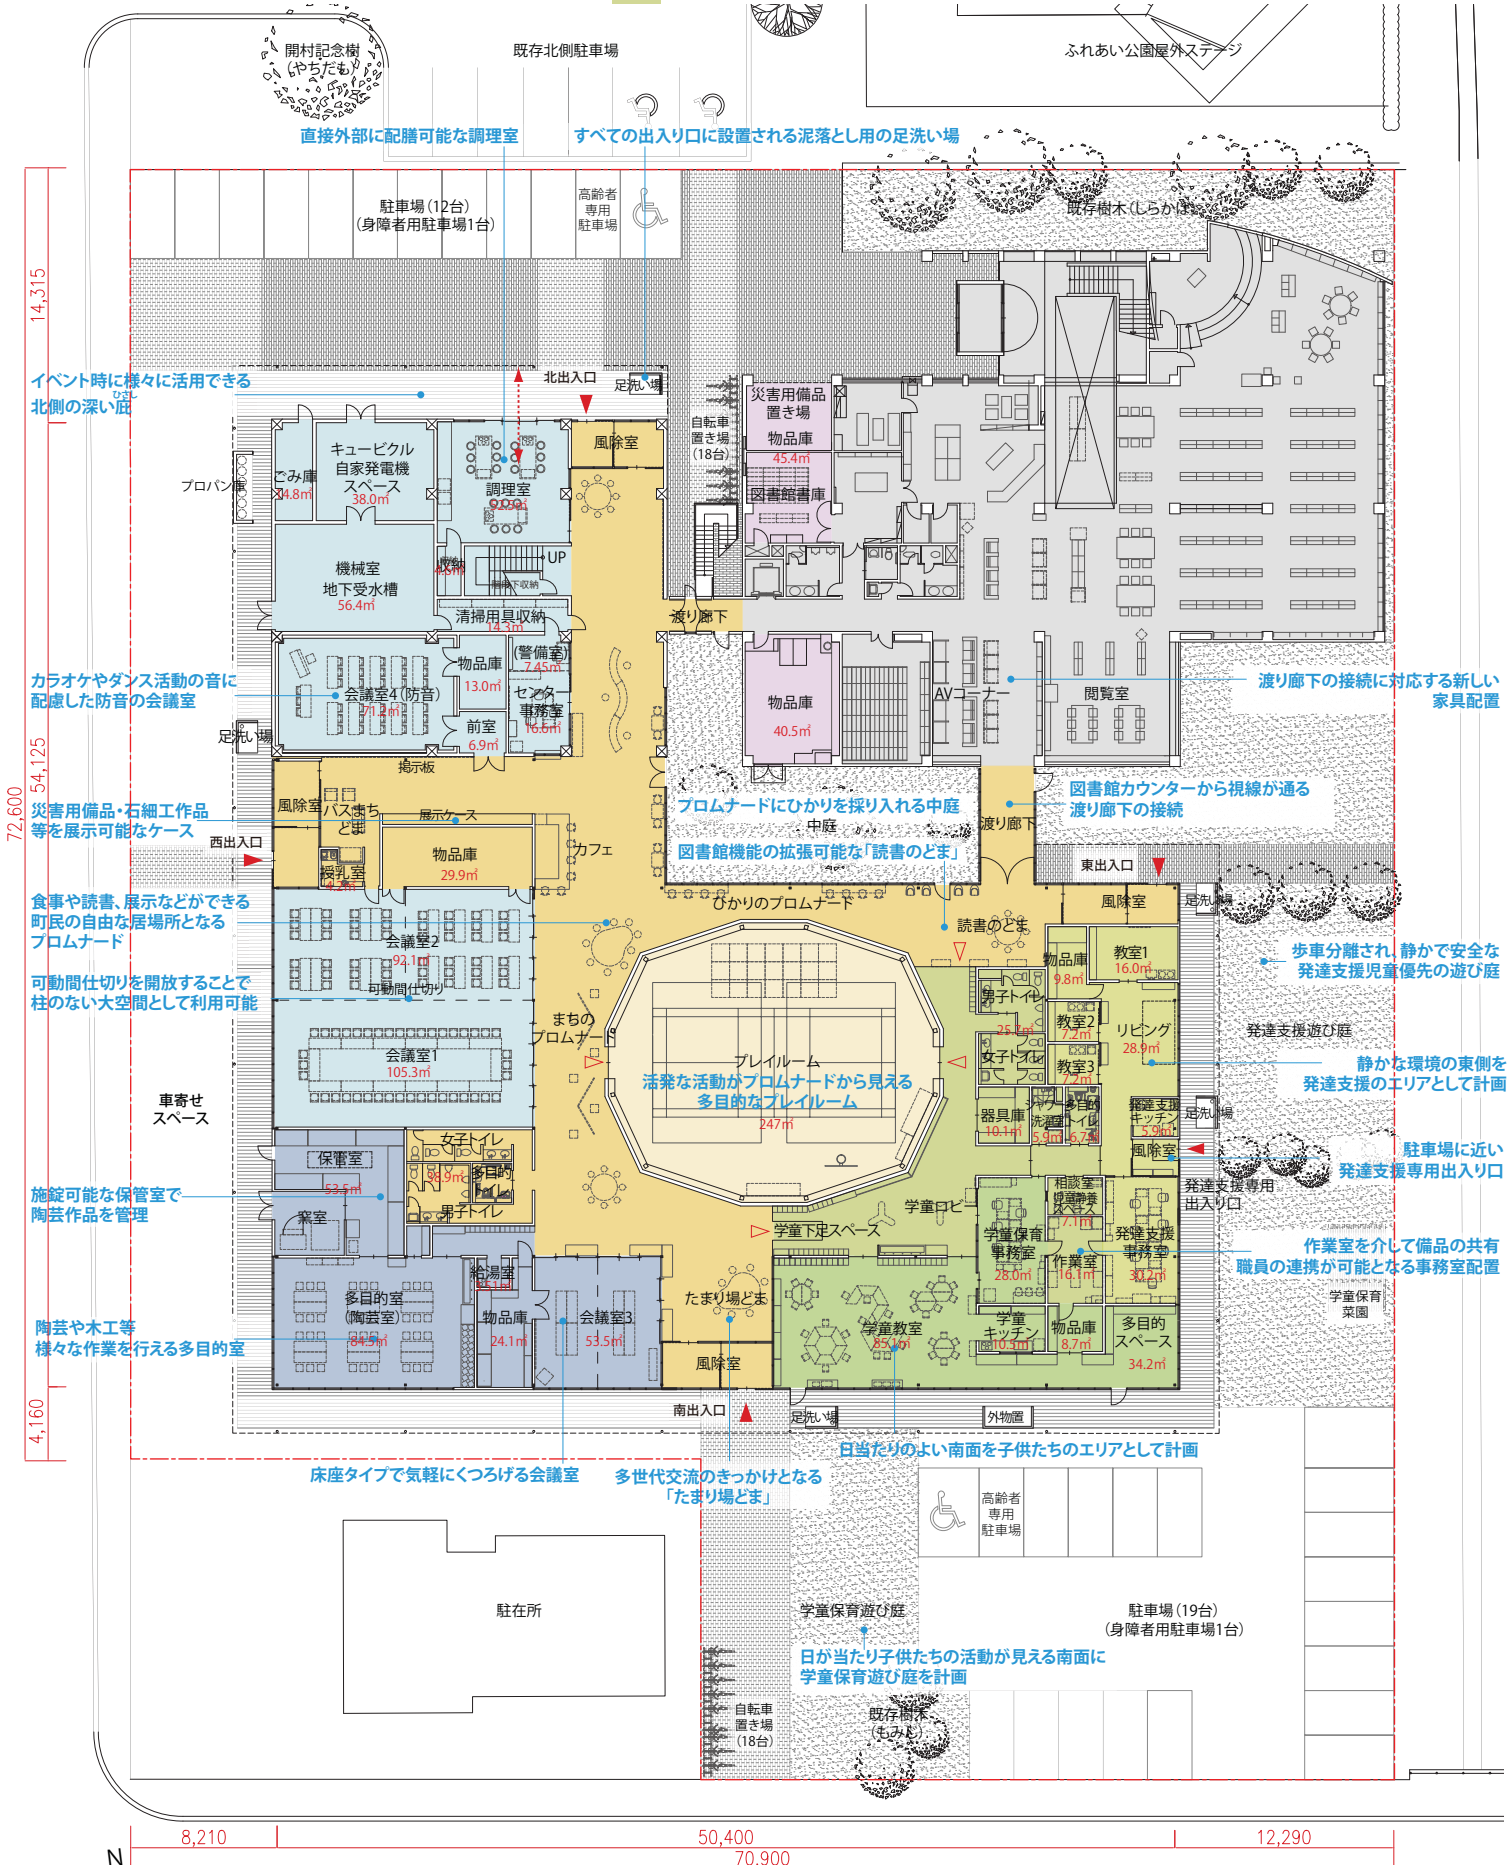 開村記念樹
(やちだも)
既存北側駐車場
ふれあい公園屋外ステージ
直接外部に配膳可能な調理室
すべての出入り口に設置される泥落とし用の足洗い場
駐車場(12台)
(身障者用駐車場1台)
高齢者
専用
駐車場
既存樹木(しらかば)
14,315
イベント時に様々に活用できる
北側の深い庇
ひさし
北出入口
足洗い場
自転車
置き場
(18台)
災害用備品
置き場
物品庫
45.4㎡
図書館書庫
プロパン庫
ごみ庫
4.8㎡
キュービクル
自家発電機
スペース
38.0㎡
調理室
風除室
機械室
地下受水槽
56.4㎡
収納
UP
階段下収納
清掃用具収納
14.3㎡
渡り廊下
カラオケやダンス活動の音に
配慮した防音の会議室
会議室4(防音)
71.2㎡
物品庫
13.0㎡
前室
6.9㎡
(警備室)
7.45㎡
センター
事務室
16.6㎡
物品庫
40.5㎡
AVコーナー
閲覧室
渡り廊下の接続に対応する新しい
家具配置
足洗い場
54,125
72,600
掲示板
風除室
バスまち
どま
展示ケース
災害用備品・石細工作品
等を展示可能なケース
西出入口
授乳室
4.2㎡
物品庫
29.9㎡
カフェ
プロムナードにひかりを採り入れる中庭
中庭
図書館機能の拡張可能な「読書のどま」
図書館カウンターから視線が通る
渡り廊下の接続
渡り廊下
東出入口
風除室
足洗い場
食事や読書、展示などができる
町民の自由な居場所となる
プロムナード
ひかりのプロムナード
読書のどま
会議室2
92.1㎡
可動間仕切り
可動間仕切りを開放することで
柱のない大空間として利用可能
会議室1
105.3㎡
まちの
プロムナード
プレイルーム
活発な活動がプロムナードから見える
多目的なプレイルーム
247㎡
物品庫
9.8㎡
教室1
16.0㎡
男子トイレ
25.7㎡
女子トイレ
教室2
7.2㎡
教室3
7.2㎡
リビング
28.9㎡
歩車分離され、静かで安全な
発達支援児童優先の遊び庭
発達支援遊び庭
静かな環境の東側を
発達支援のエリアとして計画
器具庫
10.1㎡
シャワー
洗濯室
5.9㎡
多目的
トイレ
6.7㎡
発達支援
キッチン
5.9㎡
足洗い場
風除室
駐車場に近い
発達支援専用出入り口
発達支援専用
出入り口
車寄せ
スペース
保管室
53.5㎡
女子トイレ
38.9㎡
多目的
トイレ
男子トイレ
施錠可能な保管室で
陶芸作品を管理
窯室
学童ロビー
学童下足スペース
学童保育
事務室
28.0㎡
相談室
児童静養
スペース
7.1㎡
作業室
16.1㎡
発達支援
事務室
30.2㎡
作業室を介して備品の共有
職員の連携が可能となる事務室配置
学童保育
菜園
給湯室
多目的室
(陶芸室)
84.5㎡
物品庫
24.1㎡
会議室3
53.5㎡
たまり場どま
風除室
学童教室
85.1㎡
学童
キッチン
10.5㎡
物品庫
8.7㎡
多目的
スペース
34.2㎡
陶芸や木工等
様々な作業を行える多目的室
4,160
南出入口
足洗い場
外物置
日当たりのよい南面を子供たちのエリアとして計画
床座タイプで気軽にくつろげる会議室
多世代交流のきっかけとなる
「たまり場どま」
高齢者
専用
駐車場
駐在所
学童保育遊び庭
駐車場(19台)
(身障者用駐車場1台)
日が当たり子供たちの活動が見える南面に
学童保育遊び庭を計画
自転車
置き場
(18台)
既存樹木
(もみじ)
8,210
50,400
12,290
70,900
N